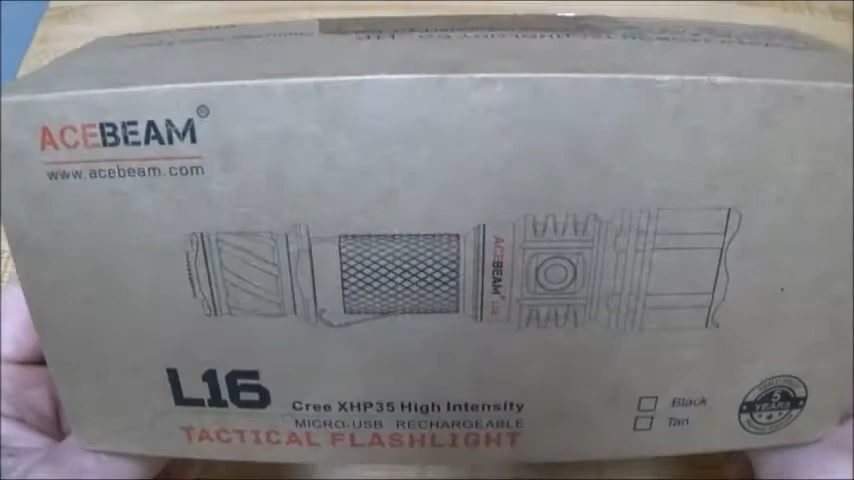 ACEBEAM®
www.acebeam.com
ACEBEAM® L16
L16
Cree XHP35 High Intensity
MICRO-USB RECHARGEABLE
TACTICAL FLASHLIGHT
Black
Tan
5
YEARS